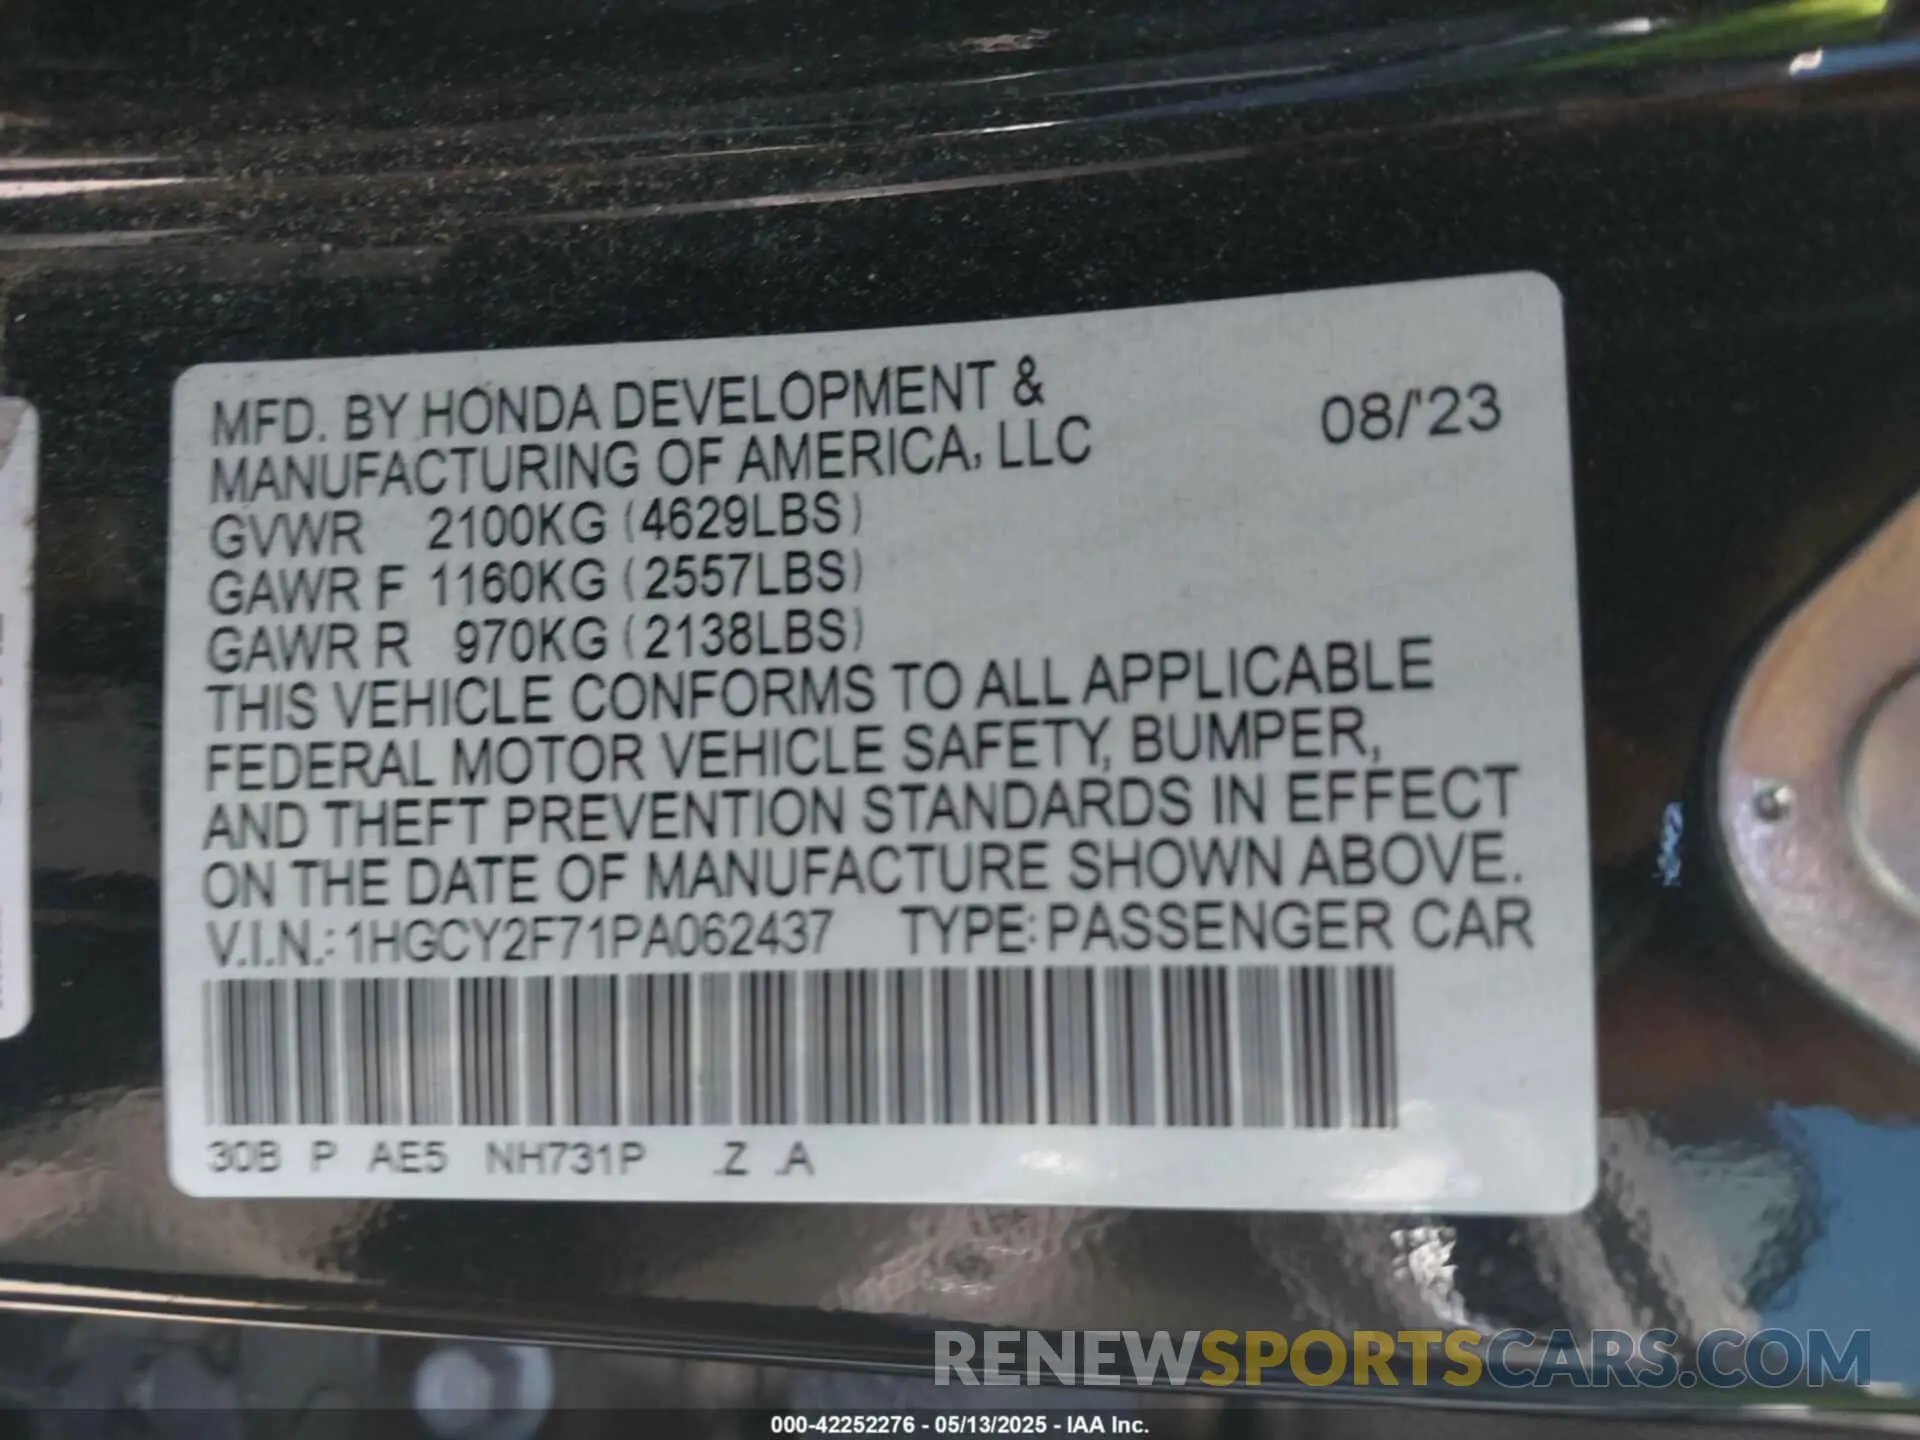 MFD. BY HONDA DEVELOPMENT & 08/'23
MANUFACTURING OF AMERICA, LLC
GVWR 2100KG (4629LBS)
GAWR F 1160KG (2557LBS)
GAWR R 970KG (2138LBS)
THIS VEHICLE CONFORMS TO ALL APPLICABLE
FEDERAL MOTOR VEHICLE SAFETY, BUMPER,
AND THEFT PREVENTION STANDARDS IN EFFECT
ON THE DATE OF MANUFACTURE SHOWN ABOVE.
V.I.N.: 1HGCY2F71PA062437 TYPE: PASSENGER CAR
30B P AE5 NH731P .Z .A
RENEWSPORTSCARS.COM
000-42252276 - 05/13/2025 - IAA Inc.